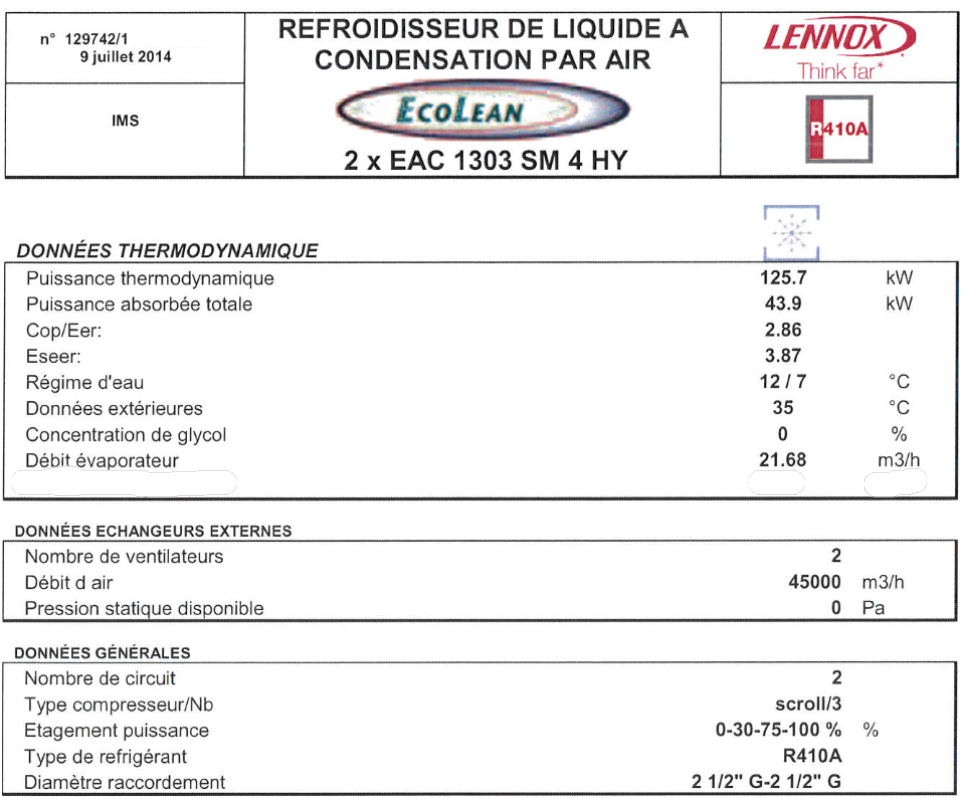 n° 129742/1
9 juillet 2014
IMS
REFROIDISSEUR DE LIQUIDE A
CONDENSATION PAR AIR
ECOLEAN
2 x EAC 1303 SM 4 HY
LENNOX
Think far*
R410A
DONNÉES THERMODYNAMIQUE
Puissance thermodynamique 125.7 kW
Puissance absorbée totale 43.9 kW
Cop/Eer: 2.86
Eseer: 3.87
Régime d'eau 12 / 7 °C
Données extérieures 35 °C
Concentration de glycol 0 %
Débit évaporateur 21.68 m3/h
DONNÉES ECHANGEURS EXTERNES
Nombre de ventilateurs 2
Débit d air 45000 m3/h
Pression statique disponible 0 Pa
DONNÉES GÉNÉRALES
Nombre de circuit 2
Type compresseur/Nb scroll/3
Etagement puissance 0-30-75-100 % %
Type de refrigérant R410A
Diamètre raccordement 2 1/2" G-2 1/2" G